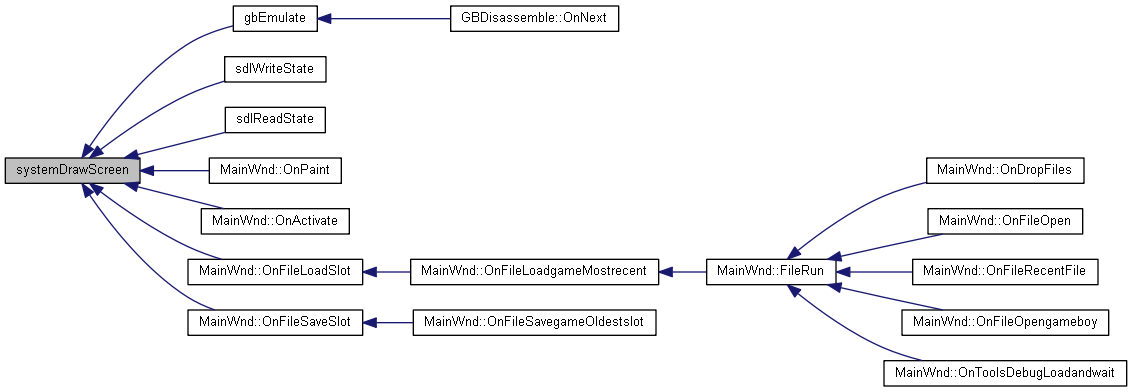 gbEmulate
GBDisassemble::OnNext
sdlWriteState
sdlReadState
systemDrawScreen
MainWnd::OnPaint
MainWnd::OnDropFiles
MainWnd::OnActivate
MainWnd::OnFileOpen
MainWnd::OnFileLoadSlot
MainWnd::OnFileLoadgameMostrecent
MainWnd::FileRun
MainWnd::OnFileRecentFile
MainWnd::OnFileSaveSlot
MainWnd::OnFileSavegameOldestslot
MainWnd::OnFileOpengameboy
MainWnd::OnToolsDebugLoadandwait